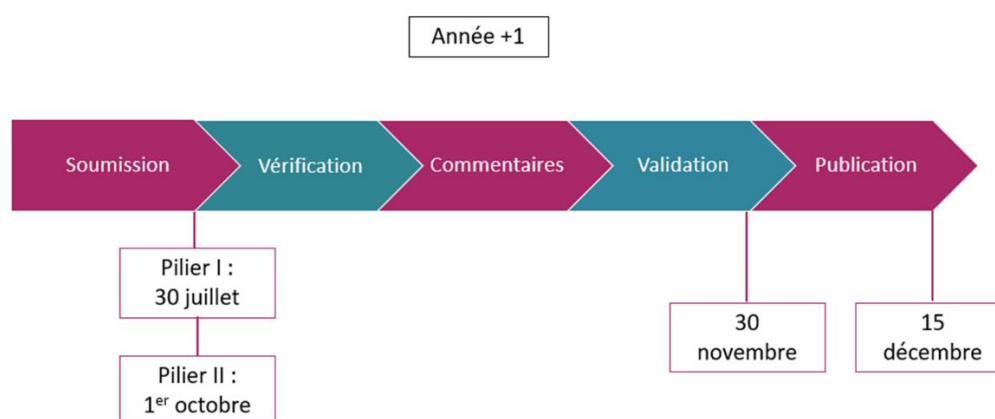 Année +1
Soumission
Vérification
Commentaires
Validation
Publication
Pilier I :
30 juillet
Pilier II :
1er octobre
30
novembre
15
décembre